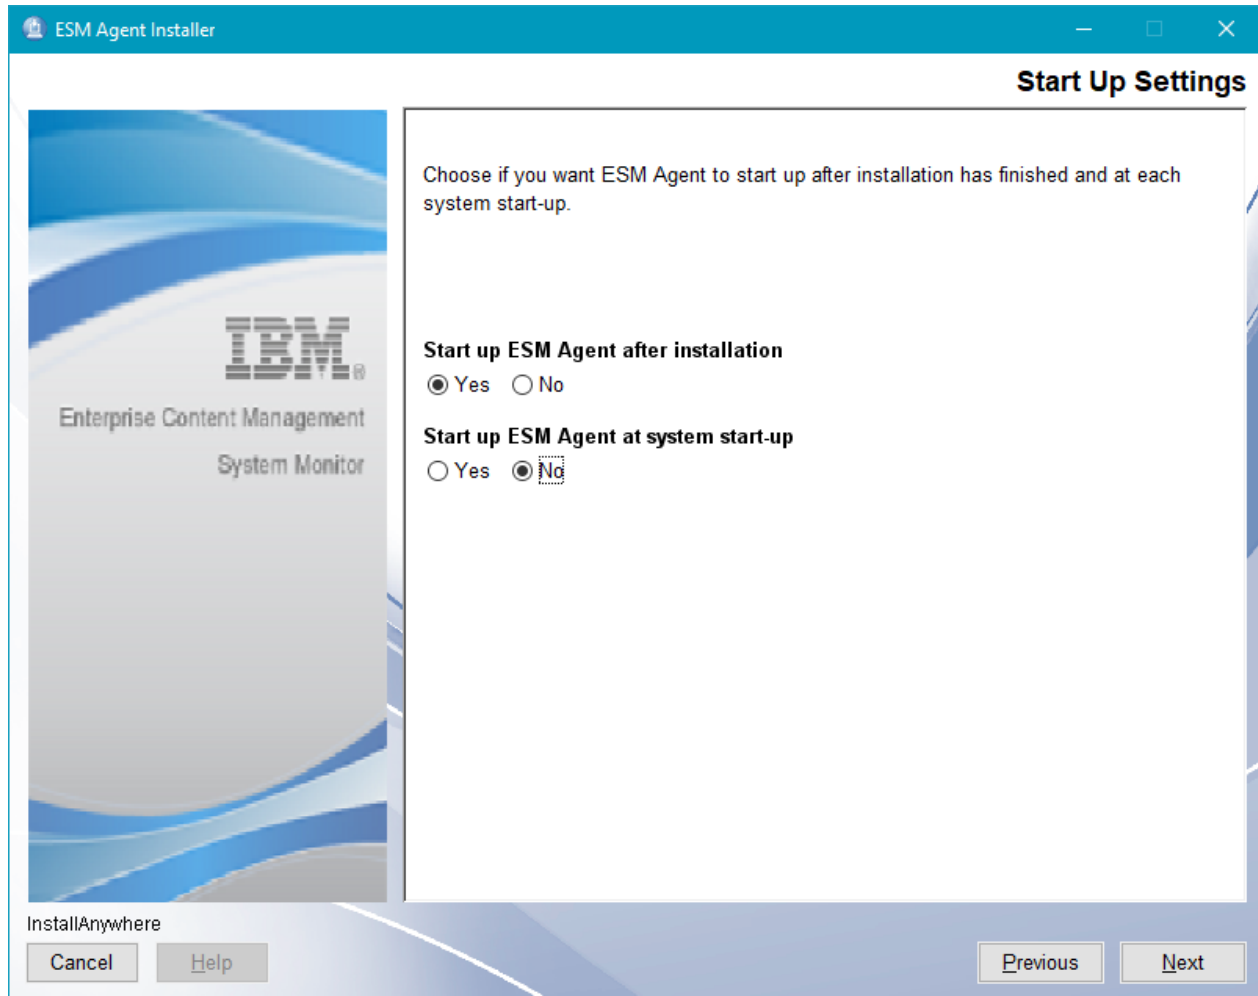 ESM Agent Installer
Start Up Settings
Choose if you want ESM Agent to start up after installation has finished and at each
system start-up.
IBM®
Enterprise Content Management
System Monitor
Start up ESM Agent after installation
Yes No
Start up ESM Agent at system start-up
Yes No
InstallAnywhere
Cancel Help Previous Next